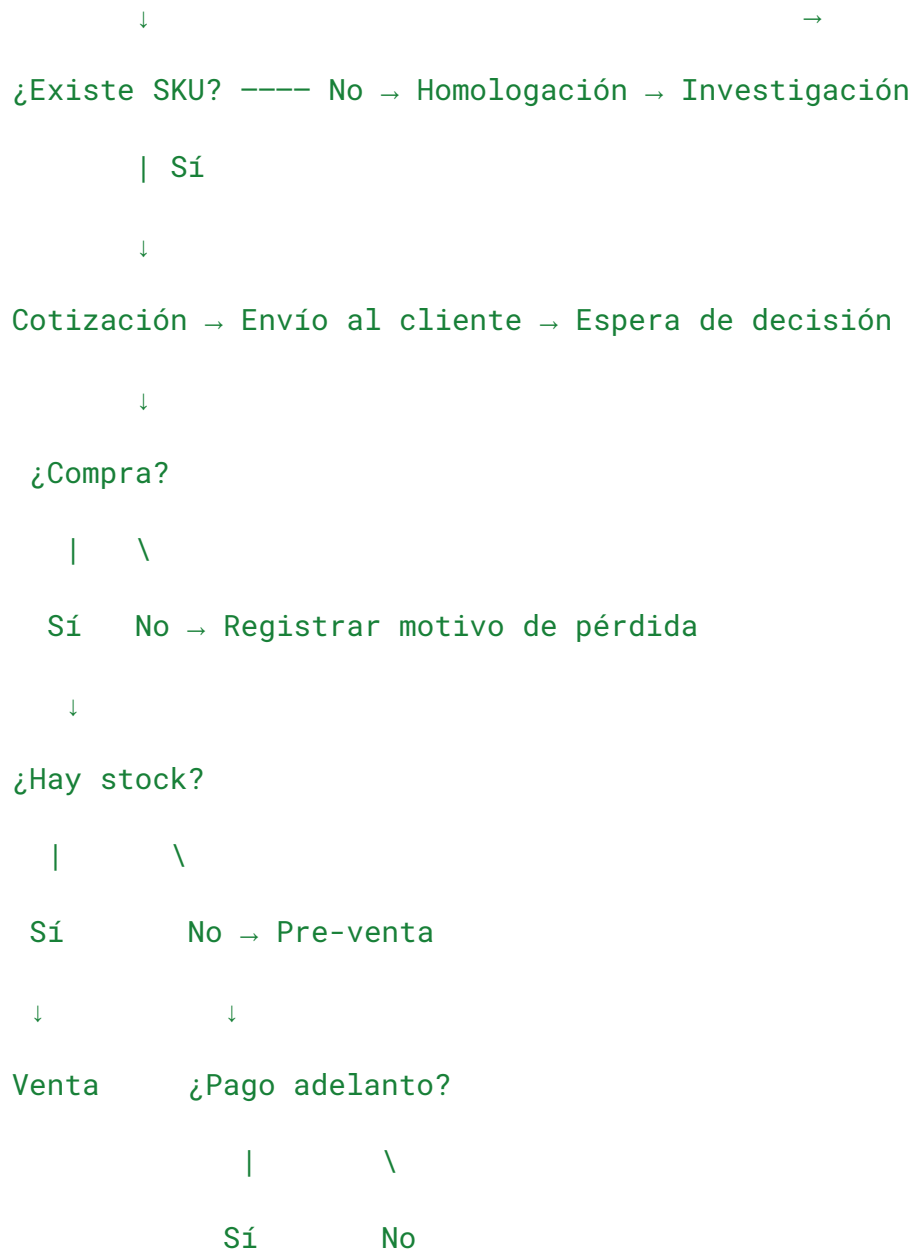 ↓ →
¿Existe SKU? ──── No → Homologación → Investigación
| Sí
↓
Cotización → Envío al cliente → Espera de decisión
↓
¿Compra?
| \
Sí No → Registrar motivo de pérdida
↓
¿Hay stock?
| \
Sí No → Pre-venta
↓ ↓
Venta ¿Pago adelanto?
| \
Sí No